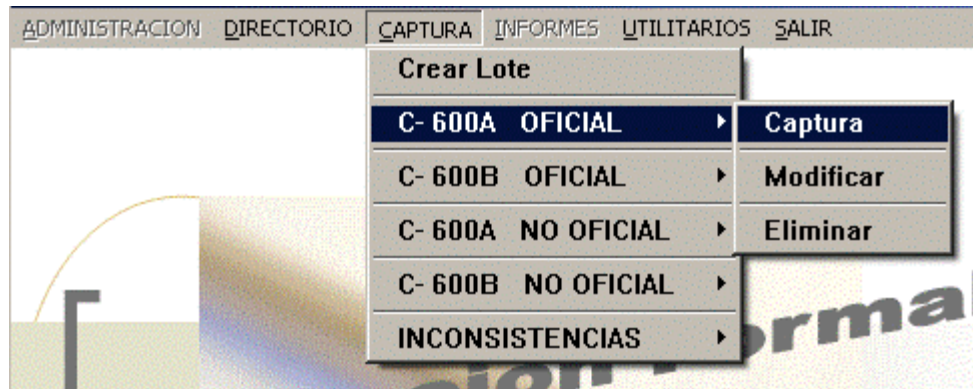 ADMINISTRACION DIRECTORIO CAPTURA INFORMES UTILITARIOS SALIR
Crear Lote
C- 600A OFICIAL
Captura
C- 600B OFICIAL
Modificar
C- 600A NO OFICIAL
Eliminar
C- 600B NO OFICIAL
INCONSISTENCIAS